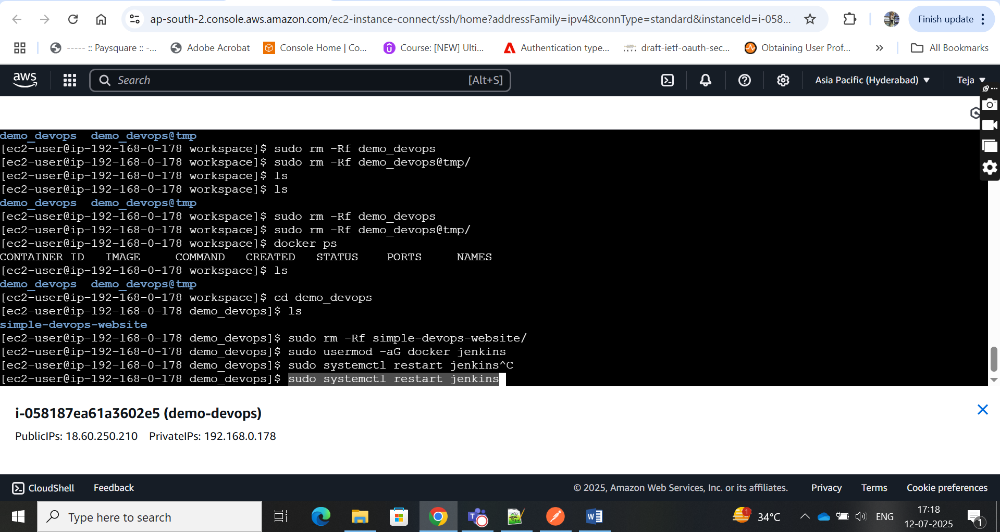 ap-south-2.console.aws.amazon.com/ec2-instance-connect/ssh/home?addressFamily=ipv4&connType=standard&instanceId=i-058...
Finish update
----- :: Paysquare :: -...
Adobe Acrobat
Console Home | Co...
Course: [NEW] Ulti...
Authentication type...
draft-ietf-oauth-sec...
Obtaining User Prof...
»
All Bookmarks
aws
Search
[Alt+S]
Asia Pacific (Hyderabad)
Teja
demo_devops  demo_devops@tmp
[ec2-user@ip-192-168-0-178 workspace]$ sudo rm -Rf demo_devops
[ec2-user@ip-192-168-0-178 workspace]$ sudo rm -Rf demo_devops@tmp/
[ec2-user@ip-192-168-0-178 workspace]$ ls
[ec2-user@ip-192-168-0-178 workspace]$ ls
demo_devops  demo_devops@tmp
[ec2-user@ip-192-168-0-178 workspace]$ sudo rm -Rf demo_devops
[ec2-user@ip-192-168-0-178 workspace]$ sudo rm -Rf demo_devops@tmp/
[ec2-user@ip-192-168-0-178 workspace]$ docker ps
CONTAINER ID   IMAGE     COMMAND   CREATED   STATUS    PORTS     NAMES
[ec2-user@ip-192-168-0-178 workspace]$ ls
demo_devops  demo_devops@tmp
[ec2-user@ip-192-168-0-178 workspace]$ cd demo_devops
[ec2-user@ip-192-168-0-178 demo_devops]$ ls
simple-devops-website
[ec2-user@ip-192-168-0-178 demo_devops]$ sudo rm -Rf simple-devops-website/
[ec2-user@ip-192-168-0-178 demo_devops]$ sudo usermod -aG docker jenkins
[ec2-user@ip-192-168-0-178 demo_devops]$ sudo systemctl restart jenkins^C
[ec2-user@ip-192-168-0-178 demo_devops]$ sudo systemctl restart jenkins
i-058187ea61a3602e5 (demo-devops)
PublicIPs: 18.60.250.210    PrivateIPs: 192.168.0.178
CloudShell
Feedback
© 2025, Amazon Web Services, Inc. or its affiliates.
Privacy
Terms
Cookie preferences
Type here to search
1
34°C
ENG
17:18
12-07-2025
1